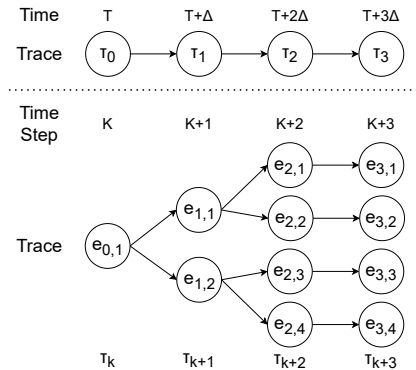 Time T T+Δ T+2Δ T+3Δ
Trace τ0 τ1 τ2 τ3
Time Step K K+1 K+2 K+3
e2,1 e3,1
e1,1
e2,2 e3,2
Trace e0,1
e1,2
e2,3 e3,3
e2,4 e3,4
τk τk+1 τk+2 τk+3